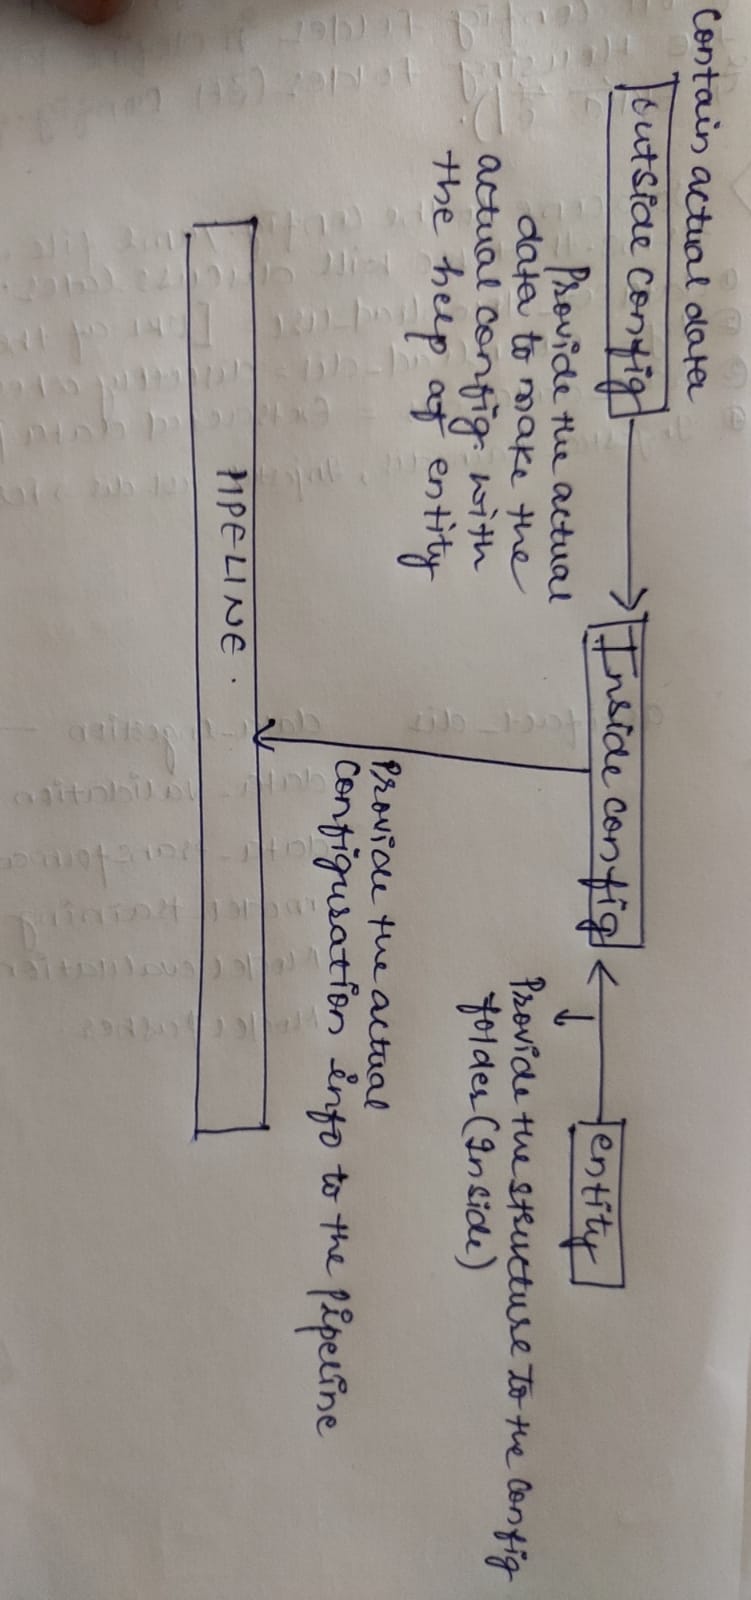 Contain actual data
outside config
Inside config
entity
Provide the actual
data to make the
actual config. with
the help of entity
Provide the structure to the config
folder (Inside)
Provide the actual
configuration info to the pipeline
PIPELINE.